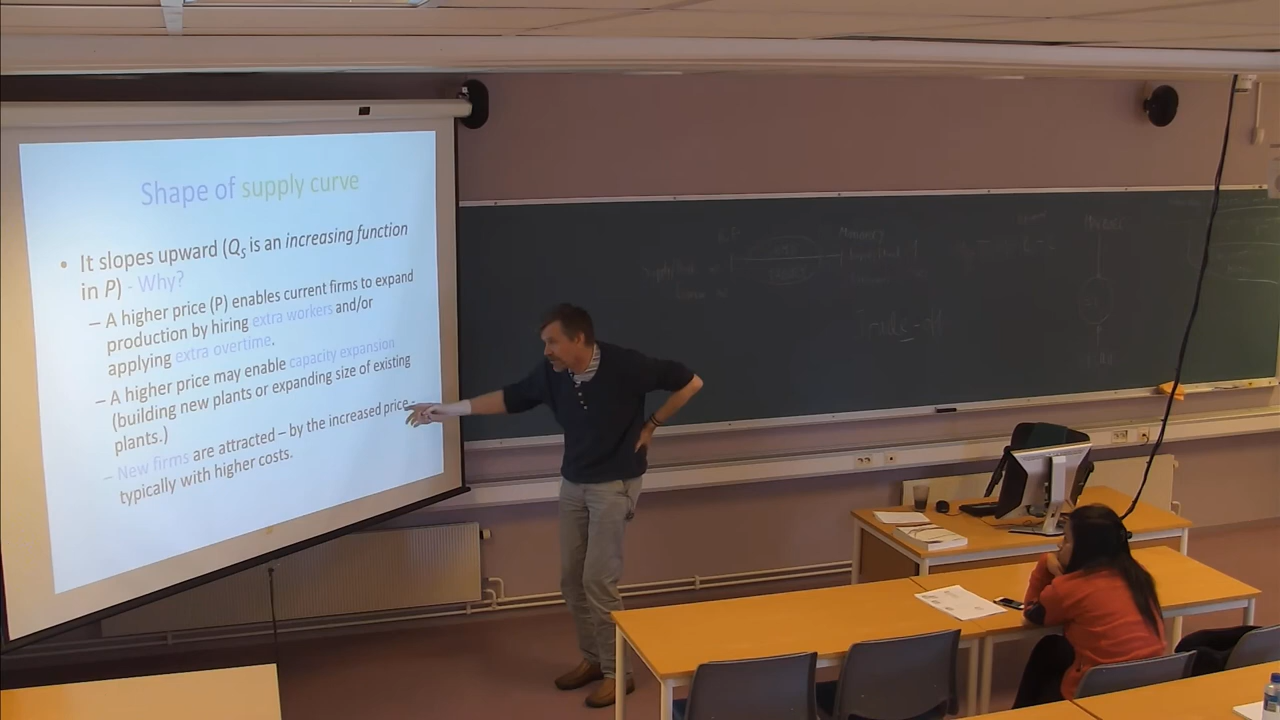 Shape of supply curve
• It slopes upward (QS is an increasing function
in P) - Why?
– A higher price (P) enables current firms to expand
production by hiring extra workers and/or
applying extra overtime.
– A higher price may enable capacity expansion
(building new plants or expanding size of existing
plants.)
– New firms are attracted – by the increased price -
typically with higher costs.